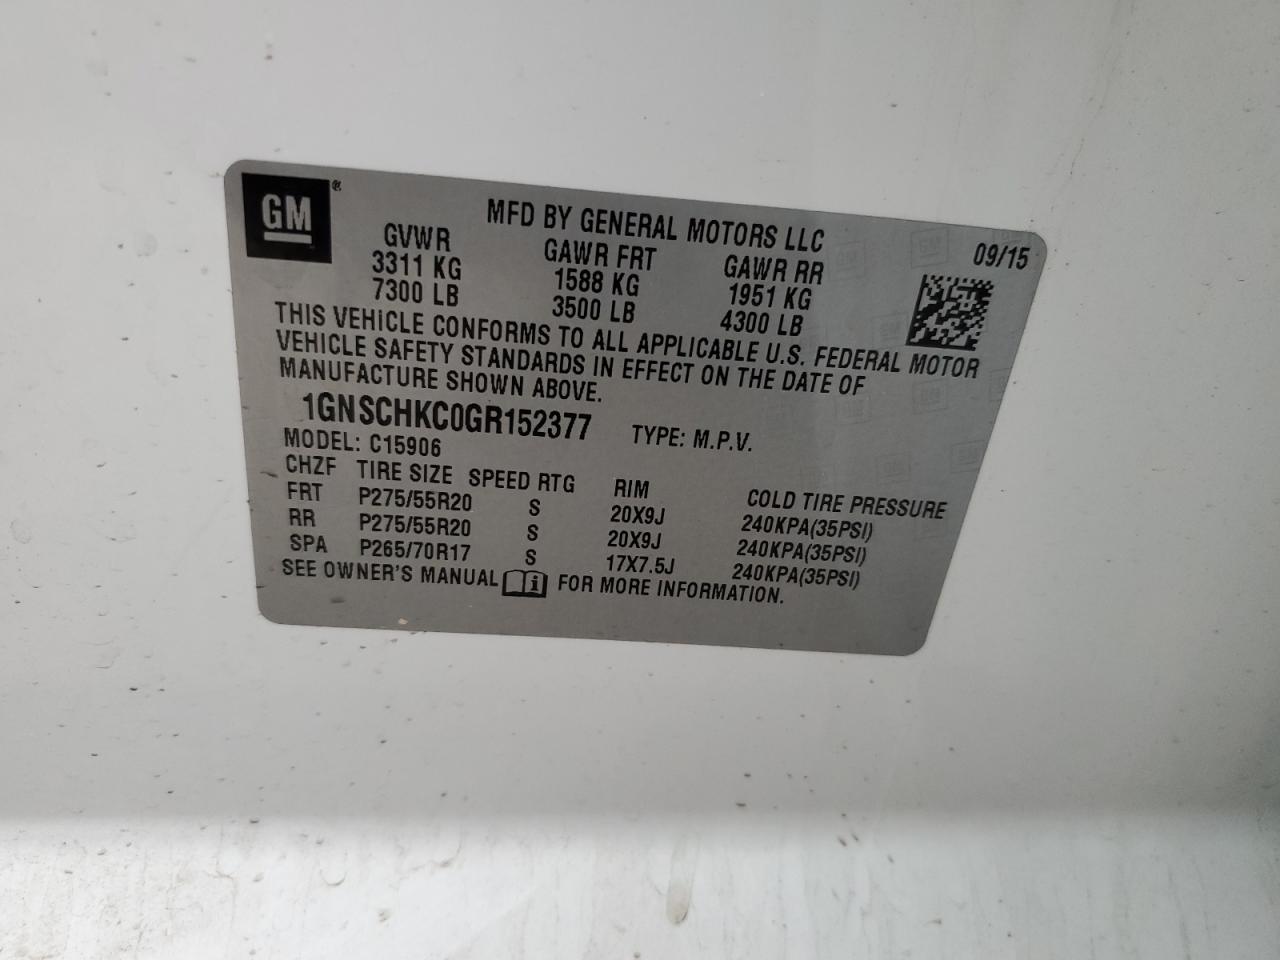 GM®
MFD BY GENERAL MOTORS LLC
09/15
GVWR GAWR FRT GAWR RR
3311 KG 1588 KG 1951 KG
7300 LB 3500 LB 4300 LB
THIS VEHICLE CONFORMS TO ALL APPLICABLE U.S. FEDERAL MOTOR
VEHICLE SAFETY STANDARDS IN EFFECT ON THE DATE OF
MANUFACTURE SHOWN ABOVE.
1GNSCHKC0GR152377 TYPE: M.P.V.
MODEL: C15906
CHZF TIRE SIZE SPEED RTG RIM COLD TIRE PRESSURE
FRT P275/55R20 S 20X9J 240KPA(35PSI)
RR P275/55R20 S 20X9J 240KPA(35PSI)
SPA P265/70R17 S 17X7.5J 240KPA(35PSI)
SEE OWNER'S MANUAL i FOR MORE INFORMATION.